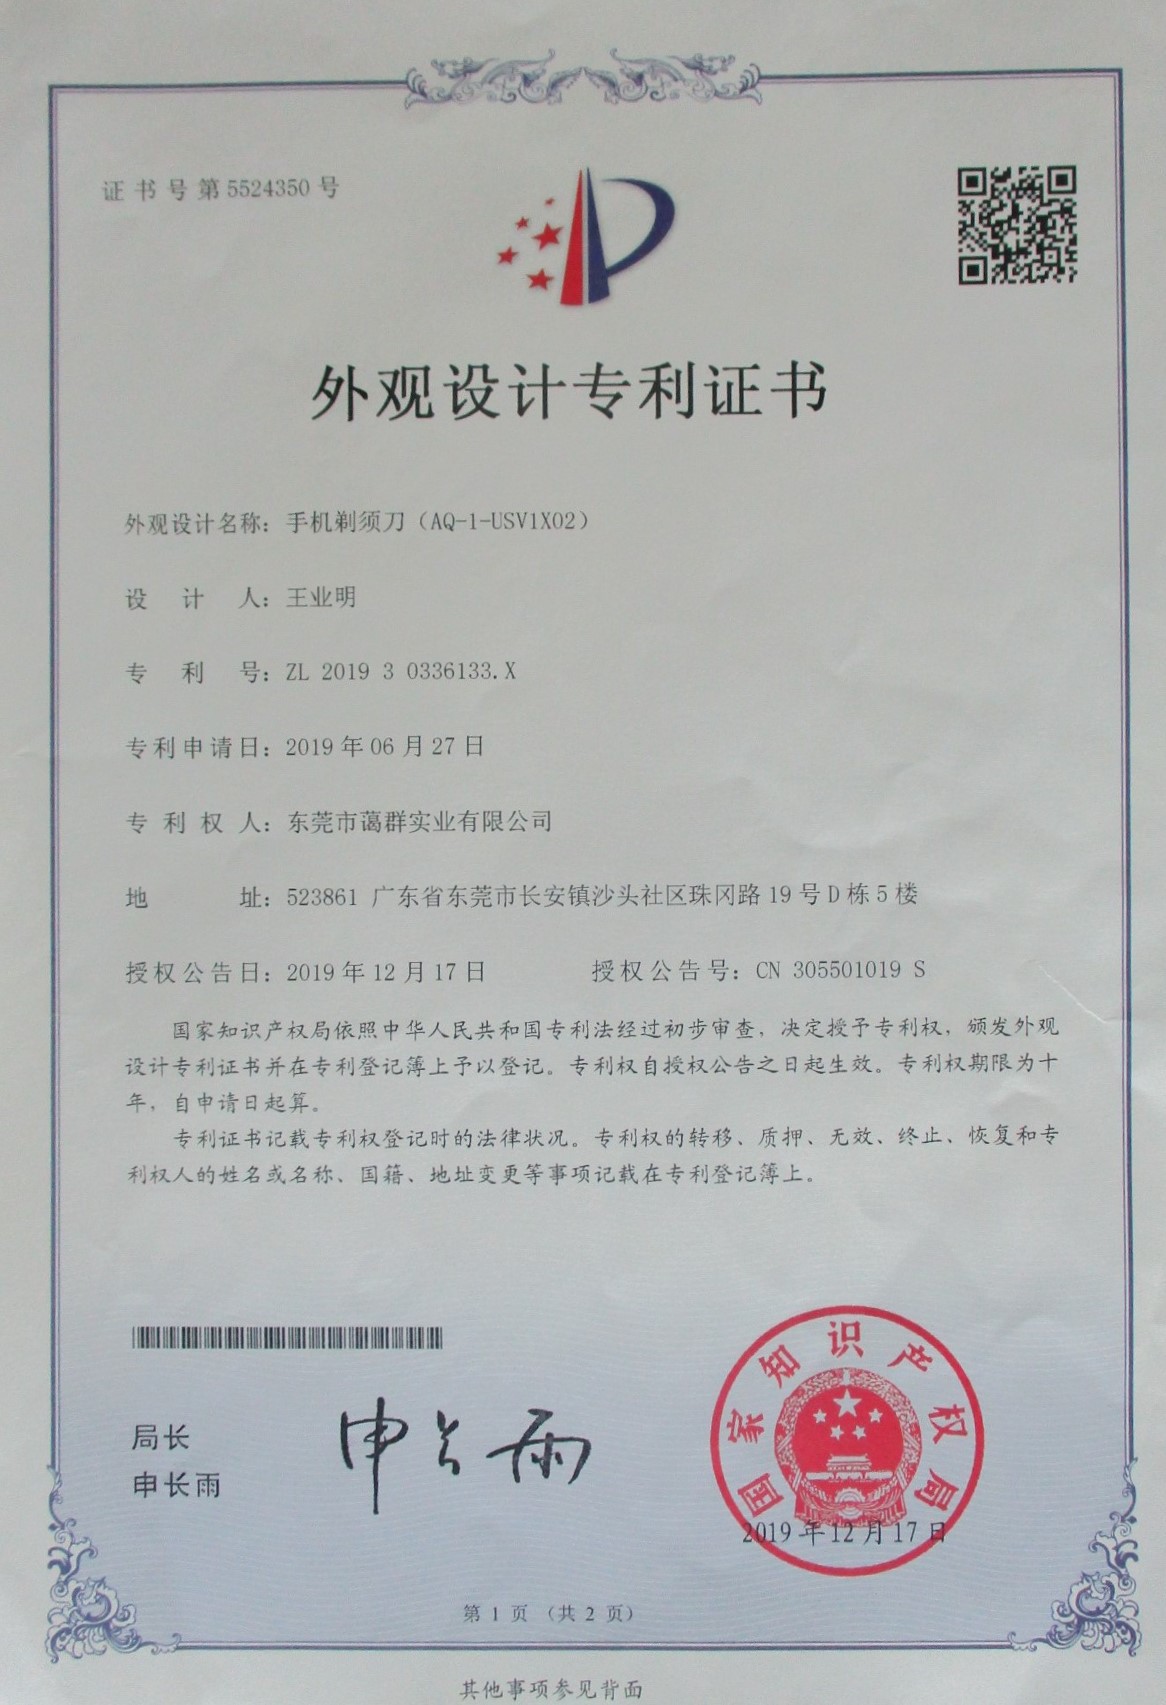 证书号第5524350号
外观设计专利证书
外观设计名称：手机剃须刀（AQ-1-USV1X02）
设计人：王业明
专利号：ZL 2019 3 0336133.X
专利申请日：2019年06月27日
专利权人：东莞市蔼群实业有限公司
地址：523861 广东省东莞市长安镇沙头社区珠冈路19号D栋5楼
授权公告日：2019年12月17日 授权公告号：CN 305501019 S
国家知识产权局依照中华人民共和国专利法经过初步审查，决定授予专利权，颁发外观
设计专利证书并在专利登记簿上予以登记。专利权自授权公告之日起生效。专利权期限为十
年，自申请日起算。
专利证书记载专利权登记时的法律状况。专利权的转移、质押、无效、终止、恢复和专
利权人的姓名或名称、国籍、地址变更等事项记载在专利登记簿上。
局长
申长雨
申长雨
国家知识产权局
2019年12月17日
第 1 页 （共 2 页）
其他事项参见背面